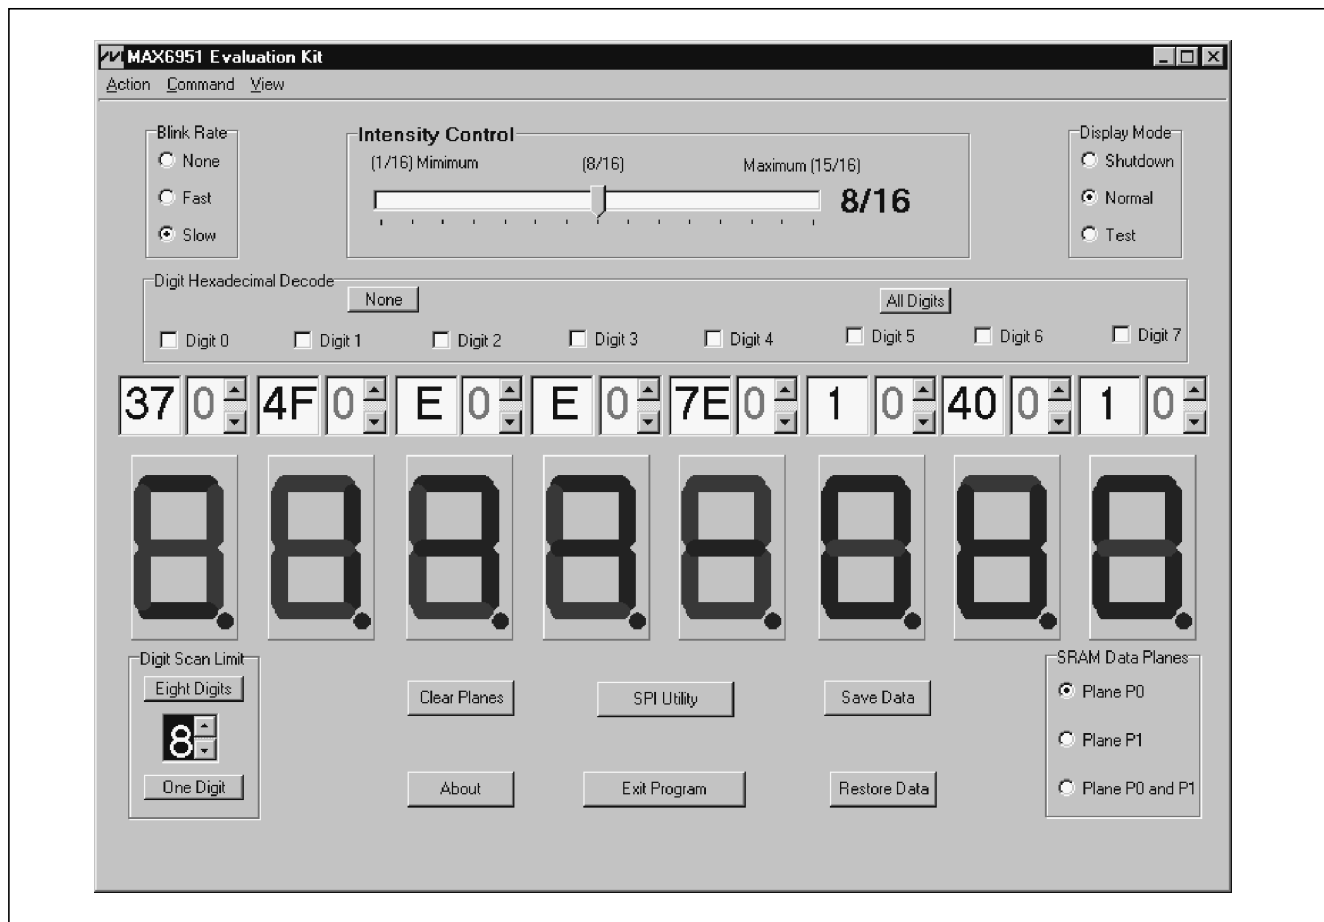 MAX6951 Evaluation Kit
Action Command View
Blink Rate
None
Fast
Slow
Intensity Control
(1/16) Mimimum (8/16) Maximum (15/16)
8/16
Display Mode
Shutdown
Normal
Test
Digit Hexadecimal Decode
None All Digits
Digit 0 Digit 1 Digit 2 Digit 3 Digit 4 Digit 5 Digit 6 Digit 7
37 0 4F 0 E 0 E 0 7E 0 1 0 40 0 1 0
Digit Scan Limit
Eight Digits
8
One Digit
Clear Planes SPI Utility Save Data
About Exit Program Restore Data
SRAM Data Planes
Plane P0
Plane P1
Plane P0 and P1